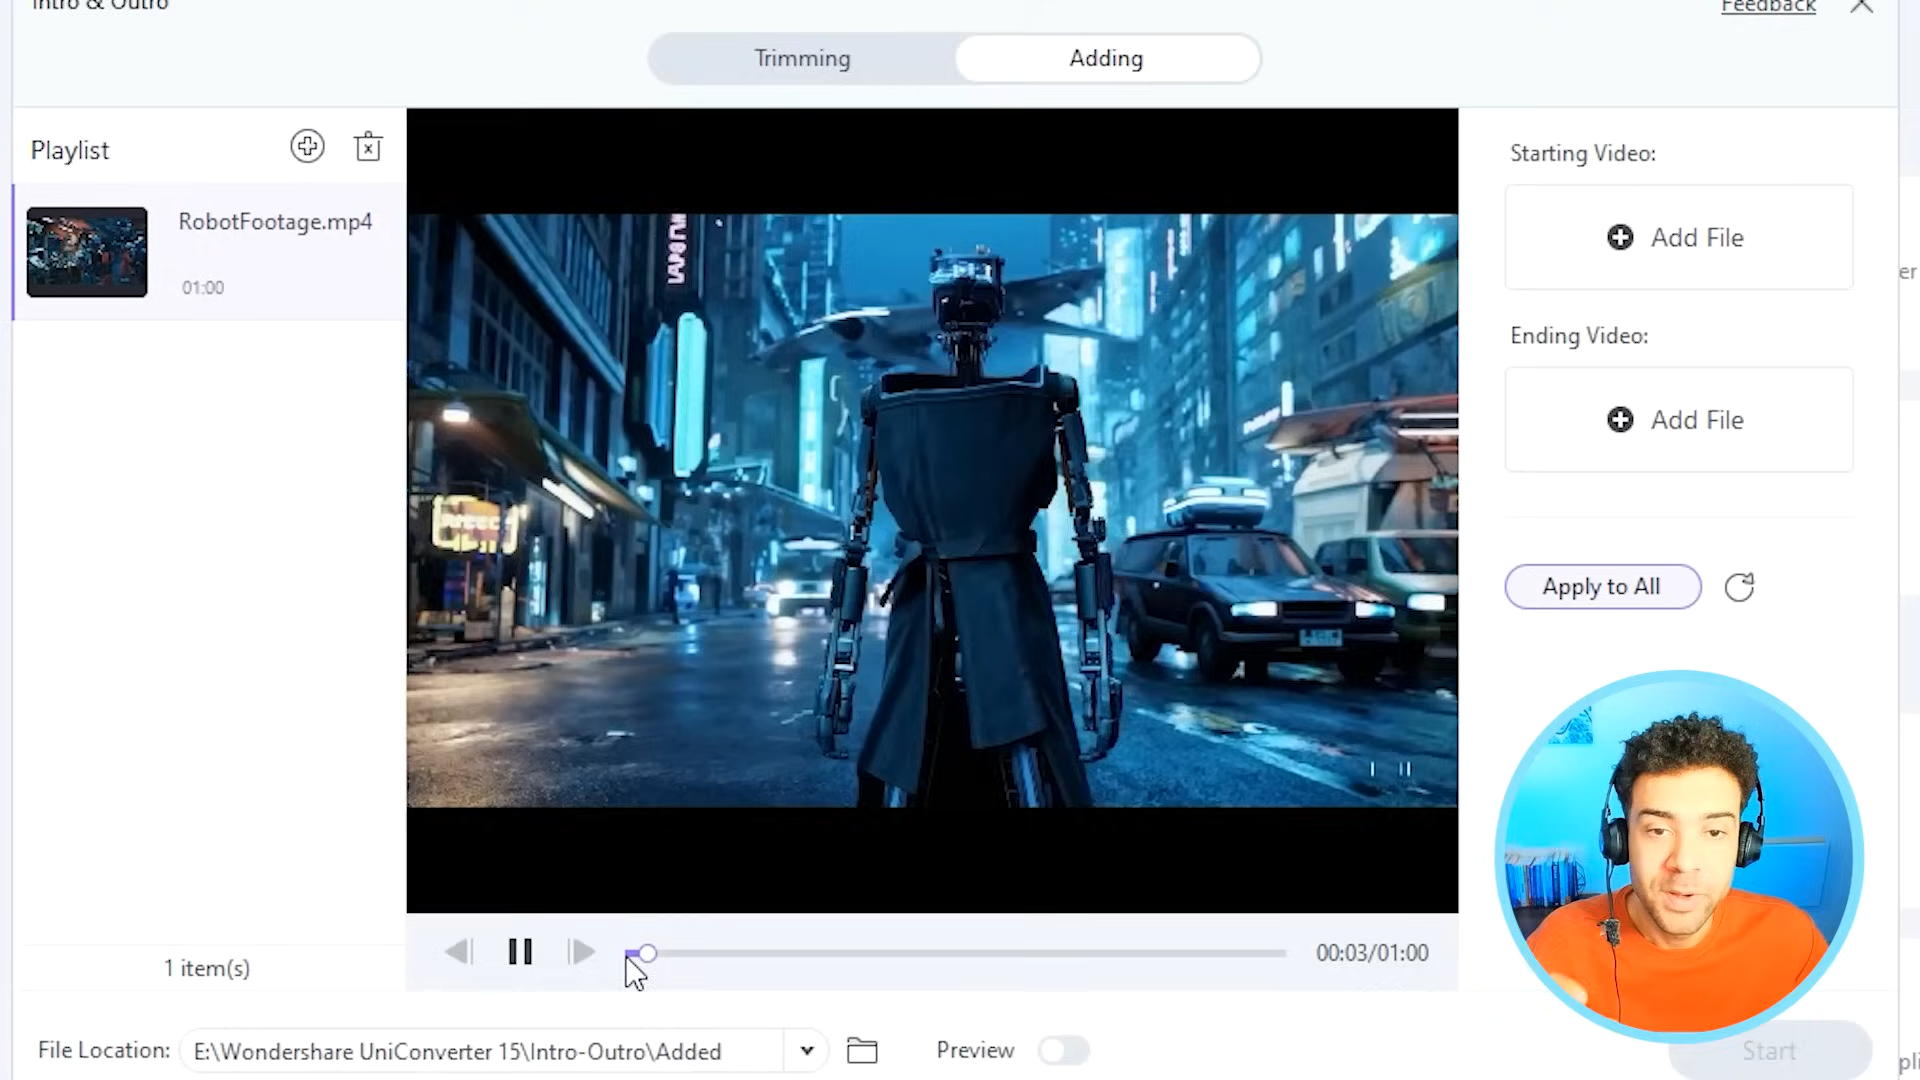 Intro & Outro
Feedback
Trimming
Adding
Playlist
RobotFootage.mp4
01:00
Starting Video:
Add File
Ending Video:
Add File
Apply to All
er
00:03/01:00
1 item(s)
File Location:
E:\Wondershare UniConverter 15\Intro-Outro\Added
Preview
Start